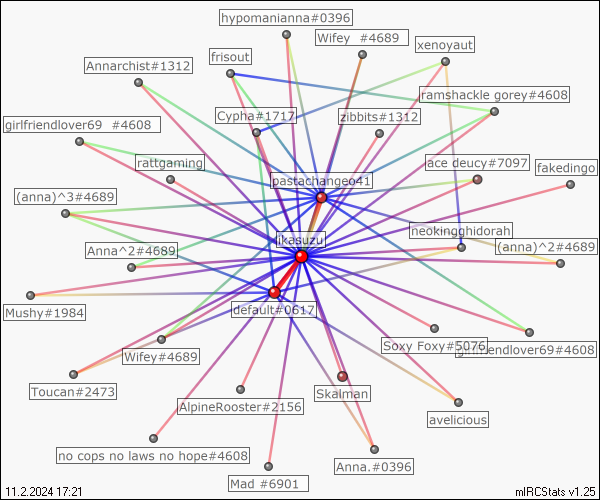 hypomanianna#0396
Wifey  #4689
xenoyaut
frisout
Annarchist#1312
ramshackle gorey#4608
Cypha#1717
zibbits#1312
girlfriendlover69  #4608
rattgaming
ace deucy#7097
fakedingo
pastachangeo41
(anna)^3#4689
neokingghidorah
jkasuzu
Anna^2#4689
(anna)^2#4689
Mushy#1984
default#0617
Soxy Foxy#5076
girlfriendlover69#4608
Wifey#4689
Toucan#2473
Skalman
AlpineRooster#2156
avelicious
no cops no laws no hope#4608
Anna.#0396
Mad #6901
11.2.2024 17:21
mIRCStats v1.25